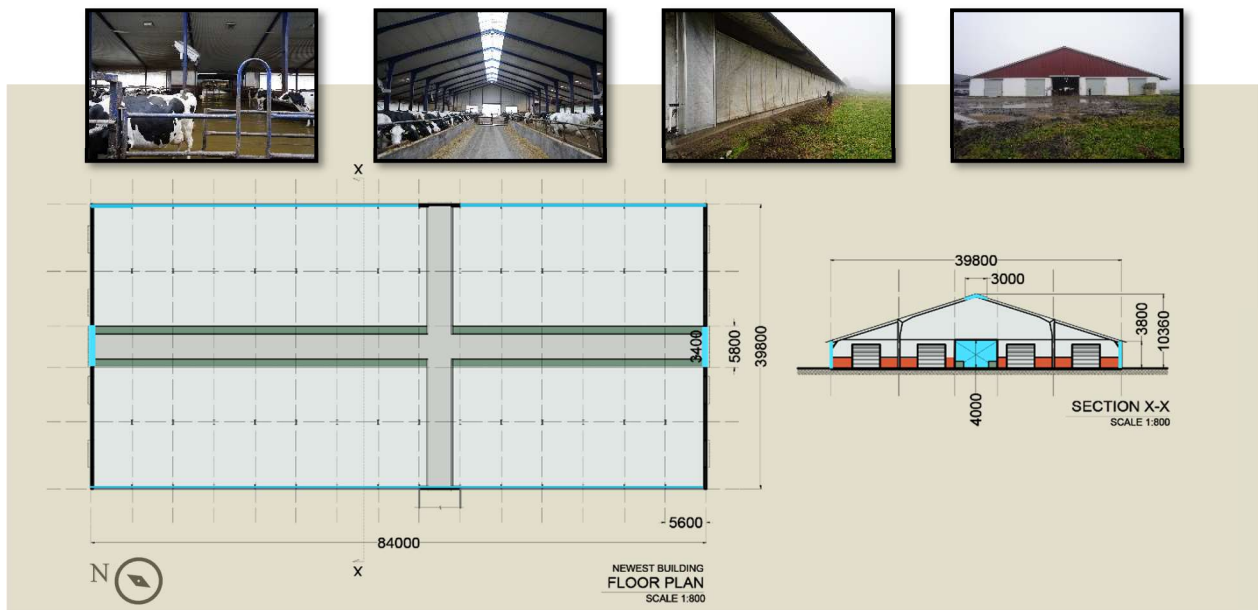 X
3400
5800
39800
5600
84000
X
N
NEWEST BUILDING
FLOOR PLAN
SCALE 1:800
39800
3000
3800
10360
4000
SECTION X-X
SCALE 1:800